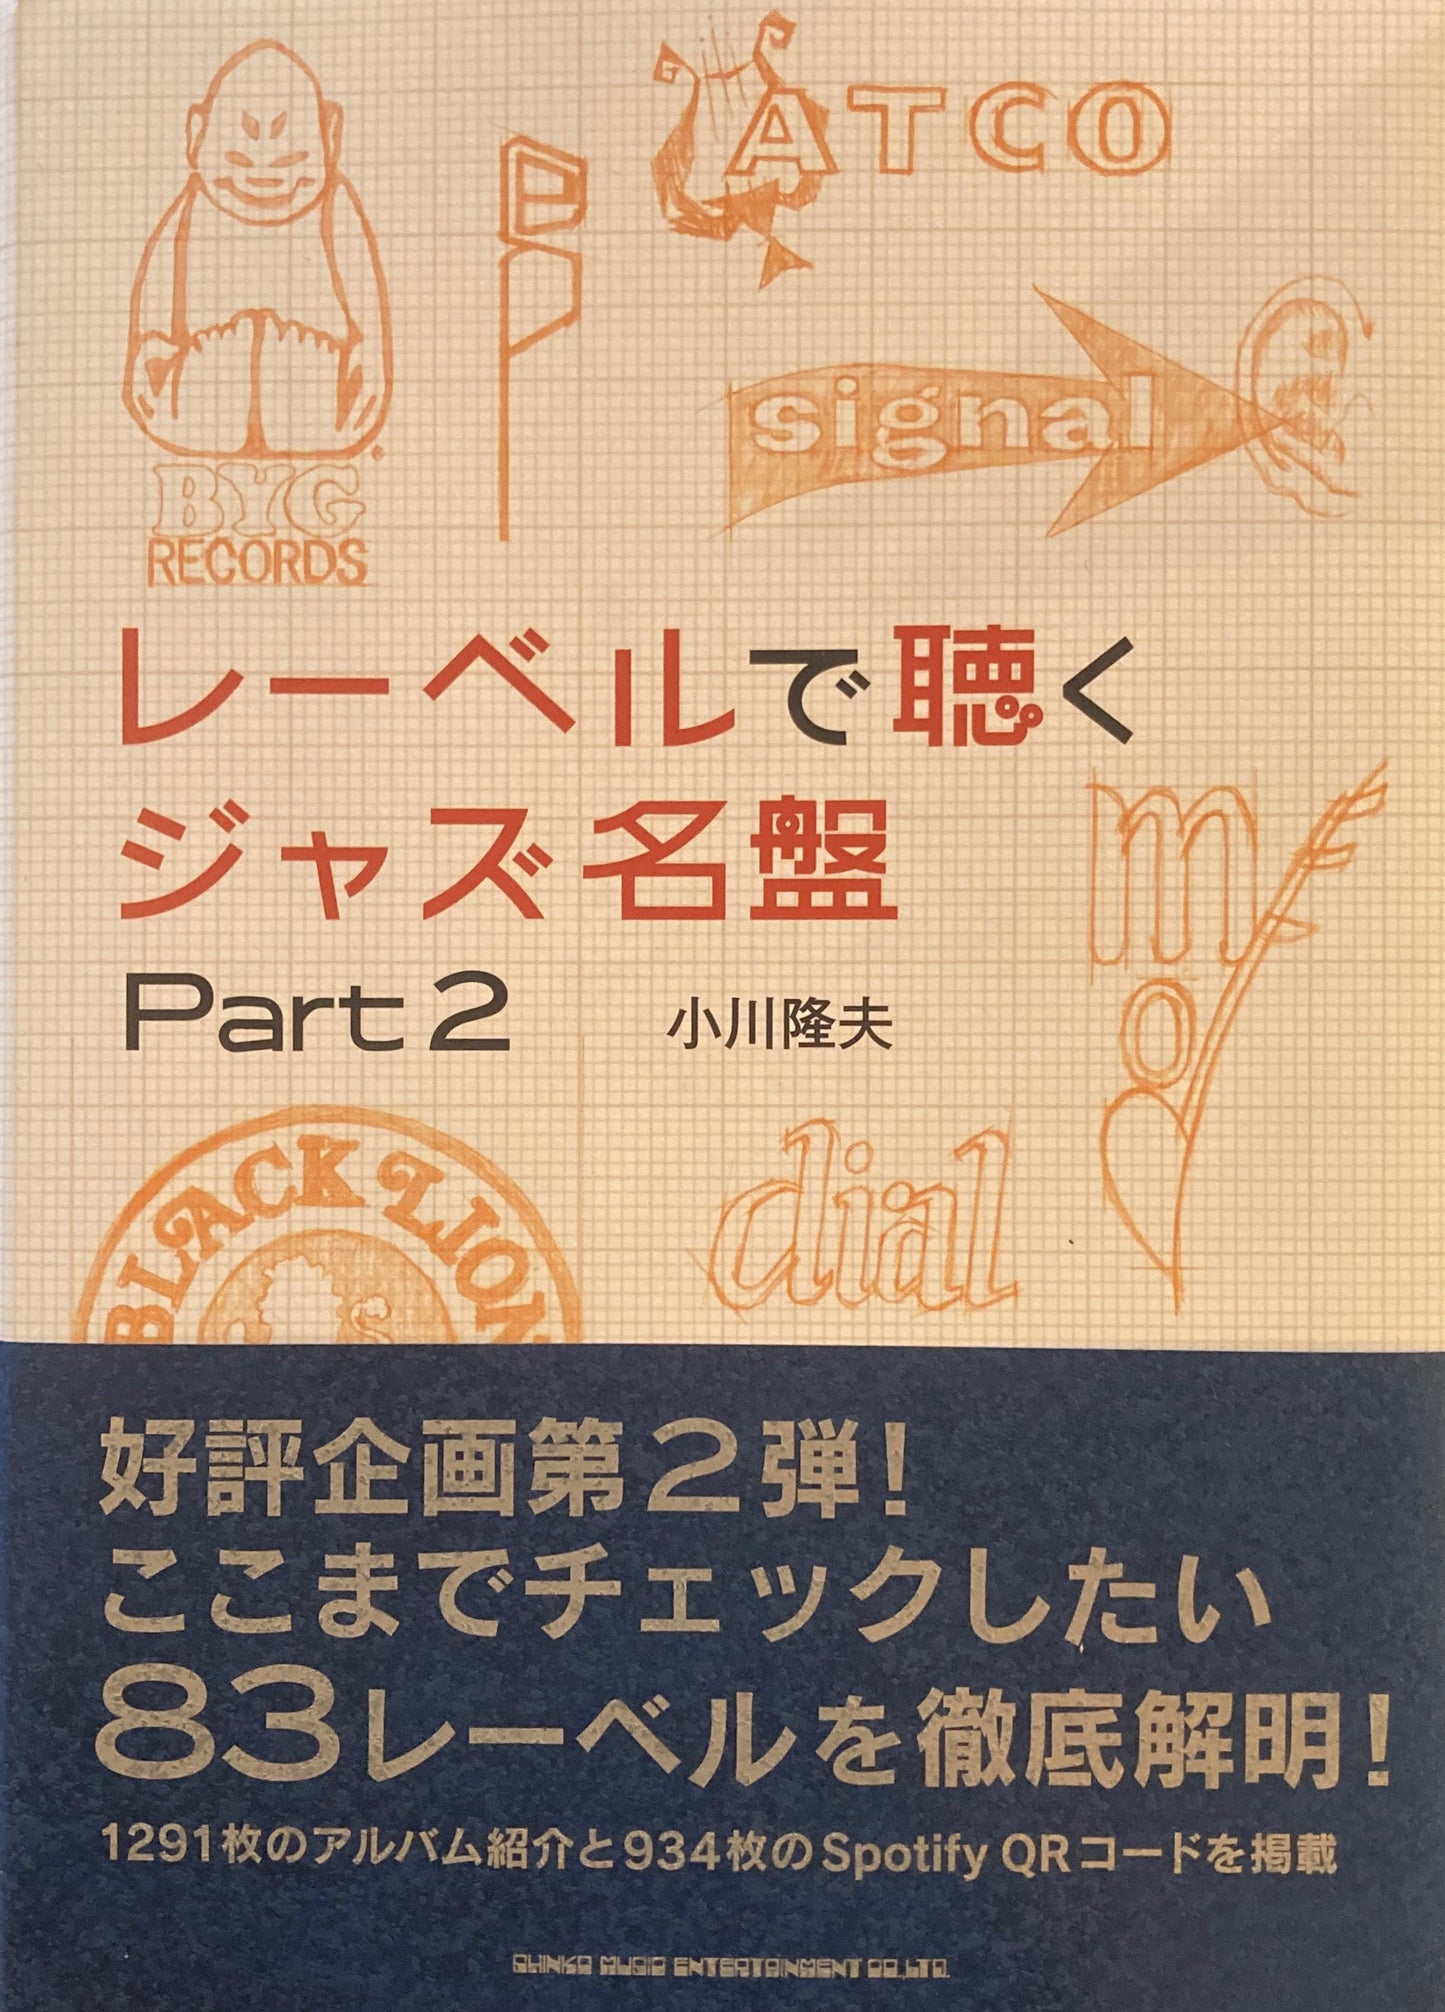 ATCO
signal
BYG
RECORDS
レーベルで聴く
ジャズ名盤
Part 2
小川隆夫
mo
BLACK LION
dial
好評企画第2弾!
ここまでチェックしたい
83レーベルを徹底解明!
1291枚のアルバム紹介と934枚のSpotify QRコードを掲載
SHINKO MUSIC ENTERTAINMENT CO.,LTD.